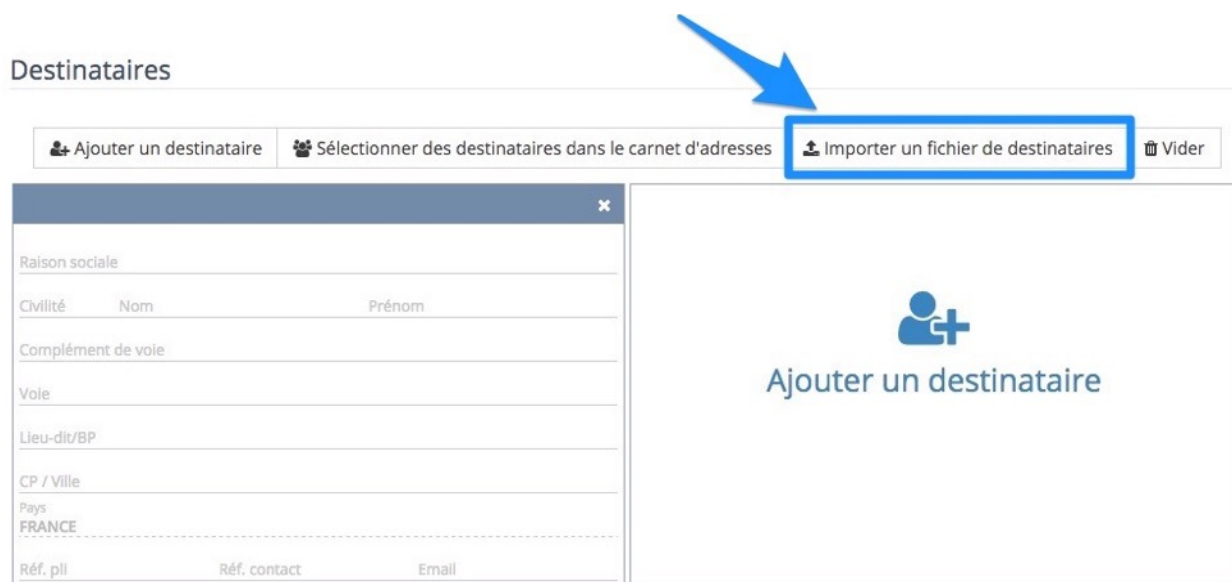 Destinataires
Ajouter un destinataire Sélectionner des destinataires dans le carnet d'adresses Importer un fichier de destinataires Vider
Raison sociale
Civilité Nom Prénom
Complément de voie
Voie
Lieu-dit/BP
CP / Ville
Pays
FRANCE
Réf. pli Réf. contact Email
Ajouter un destinataire